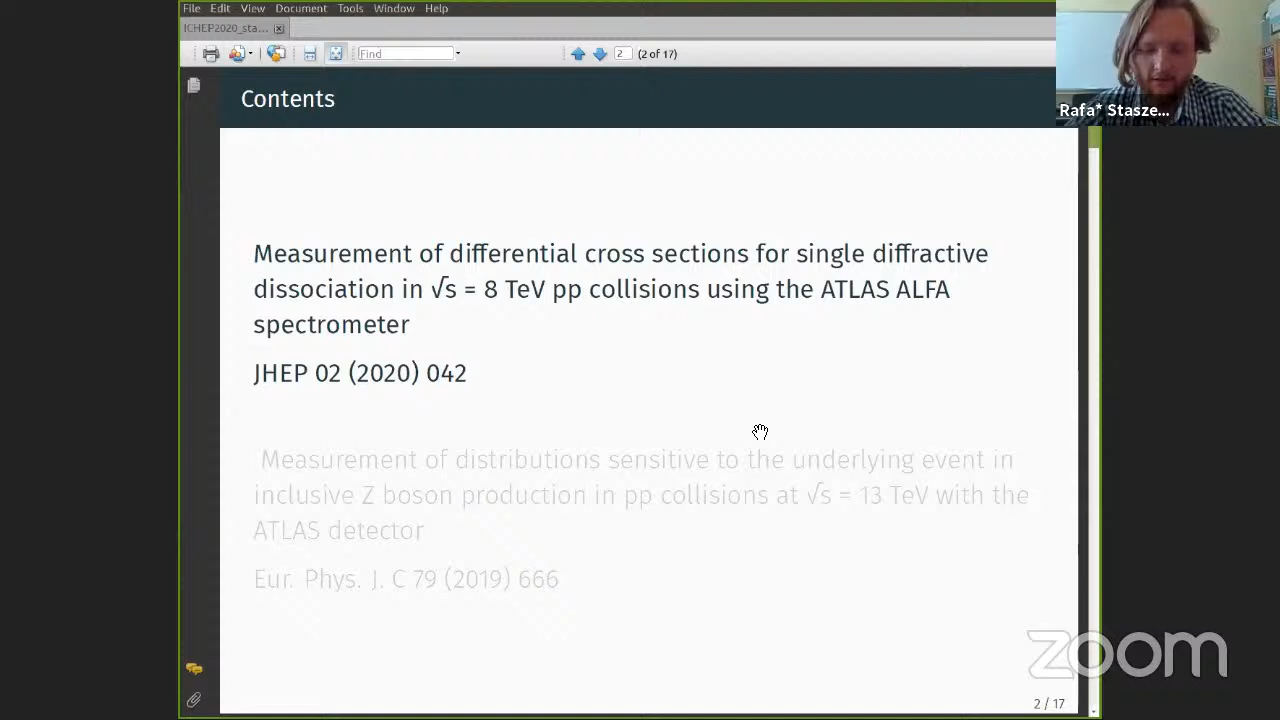 File Edit View Document Tools Window Help
ICHEP2020_sta...
Find
2 (2 of 17)
Contents
Rafa* Stasze...
Measurement of differential cross sections for single diffractive
dissociation in √s = 8 TeV pp collisions using the ATLAS ALFA
spectrometer
JHEP 02 (2020) 042
Measurement of distributions sensitive to the underlying event in
inclusive Z boson production in pp collisions at √s = 13 TeV with the
ATLAS detector
Eur. Phys. J. C 79 (2019) 666
zoom
2 / 17